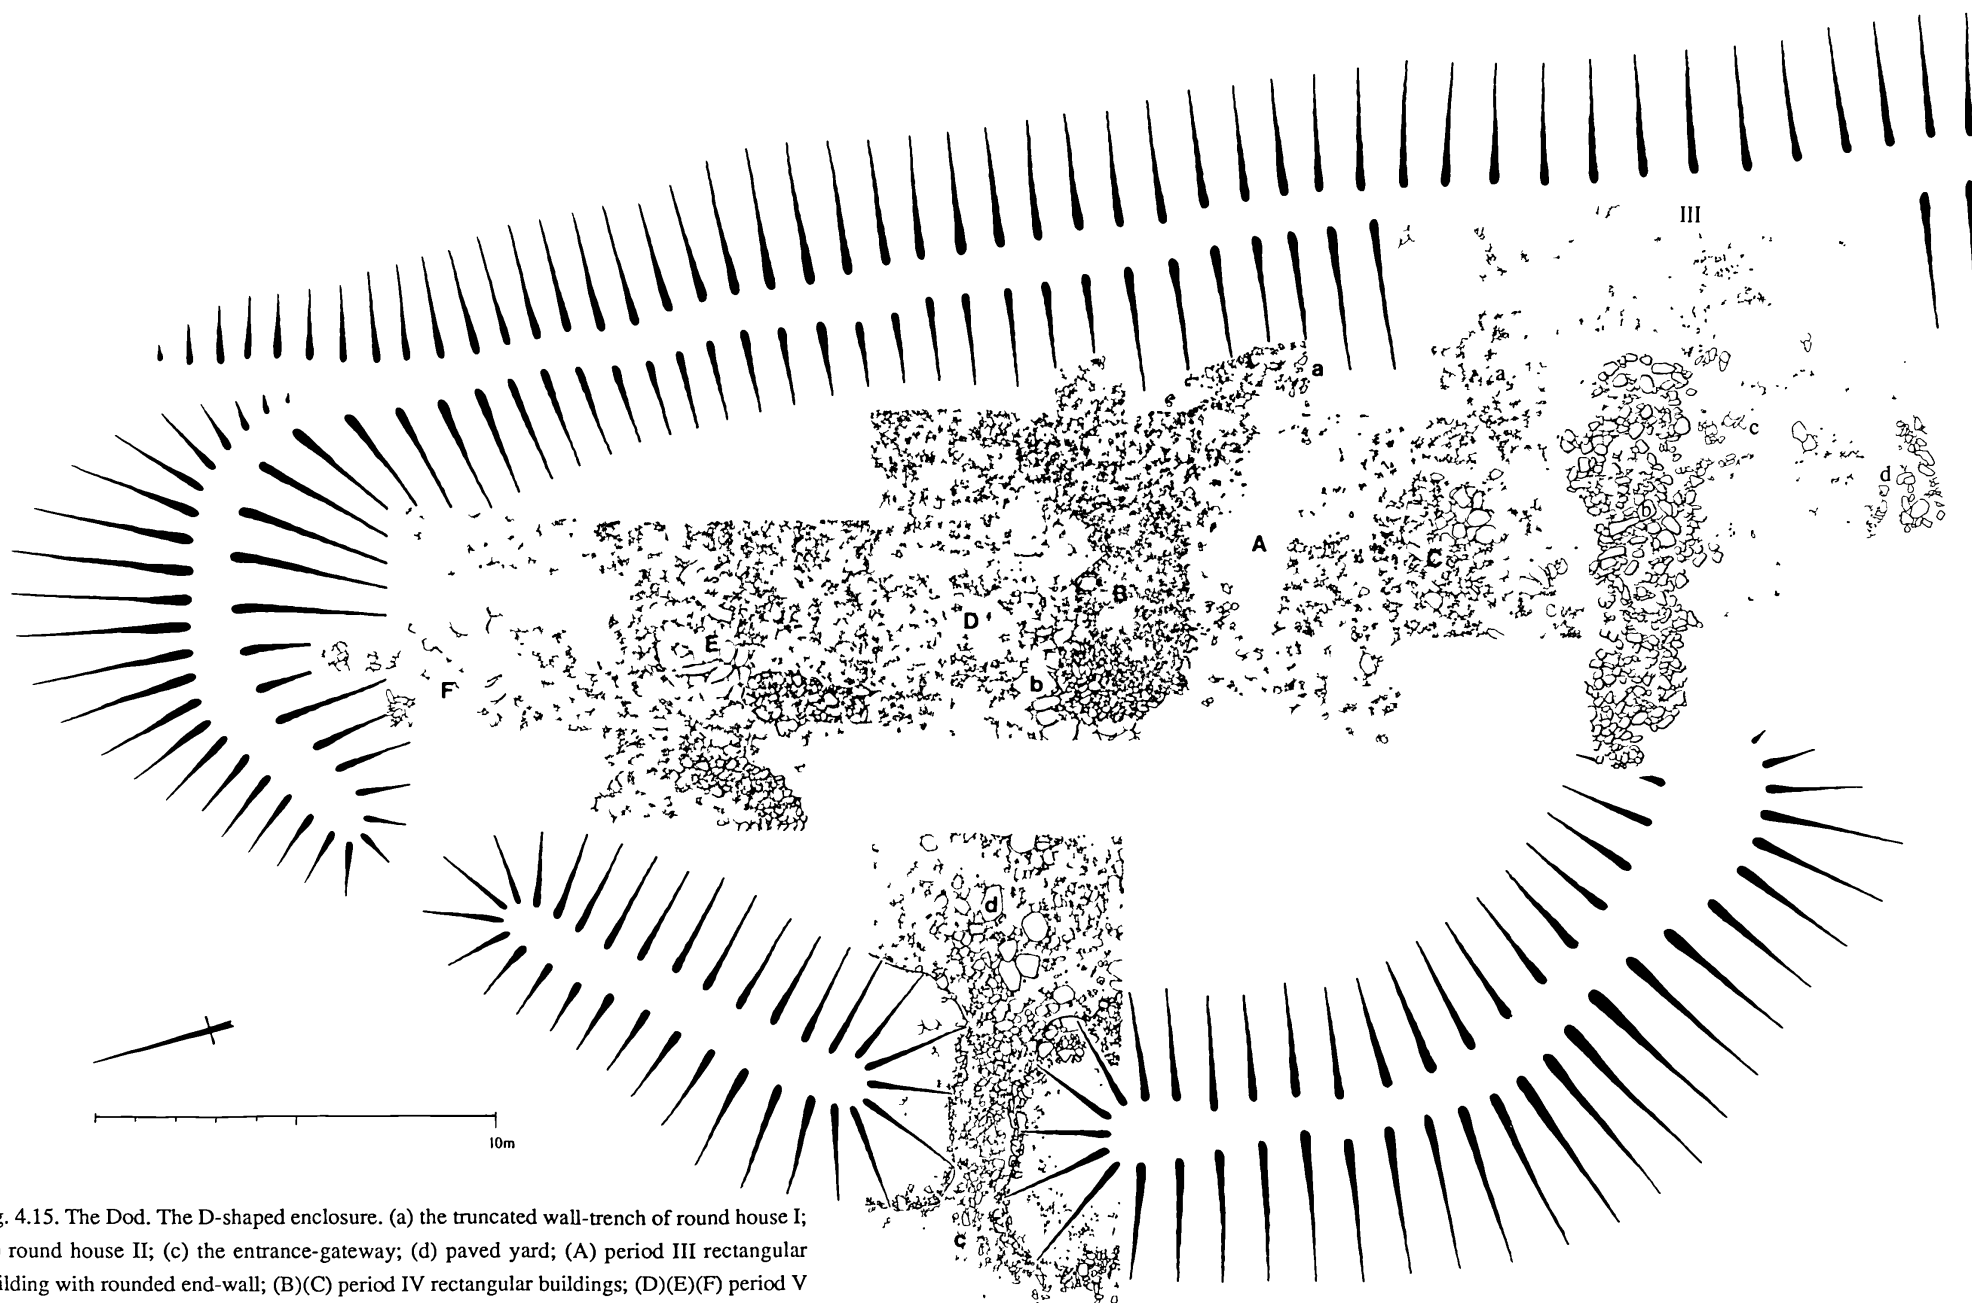 III
a
a
c
d
A
b
C
B
D
E
b
F
d
c
10m
g. 4.15. The Dod. The D-shaped enclosure. (a) the truncated wall-trench of round house I;
round house II; (c) the entrance-gateway; (d) paved yard; (A) period III rectangular
ilding with rounded end-wall; (B)(C) period IV rectangular buildings; (D)(E)(F) period V